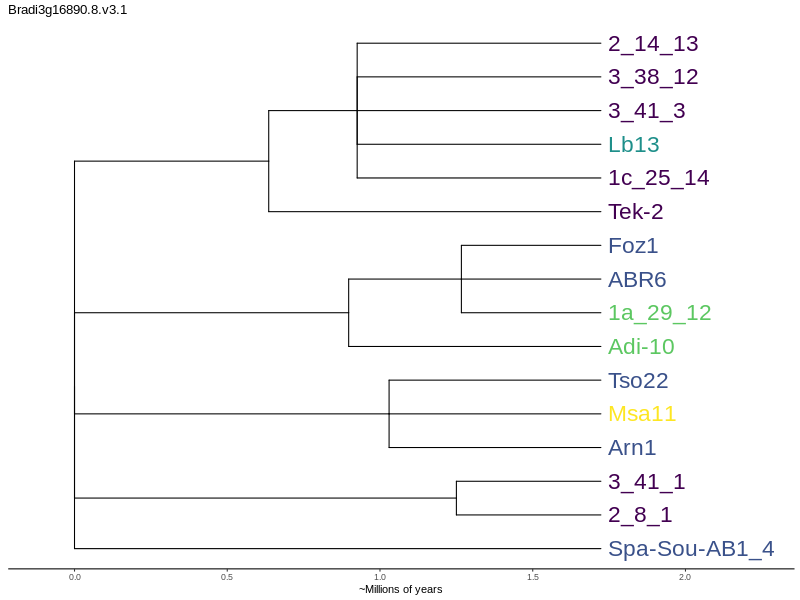 Bradi3g16890.8.v3.1
2_14_13
3_38_12
3_41_3
Lb13
1c_25_14
Tek-2
Foz1
ABR6
1a_29_12
Adi-10
Tso22
Msa11
Arn1
3_41_1
2_8_1
Spa-Sou-AB1_4
0.0 0.5 1.0 1.5 2.0
~Millions of years